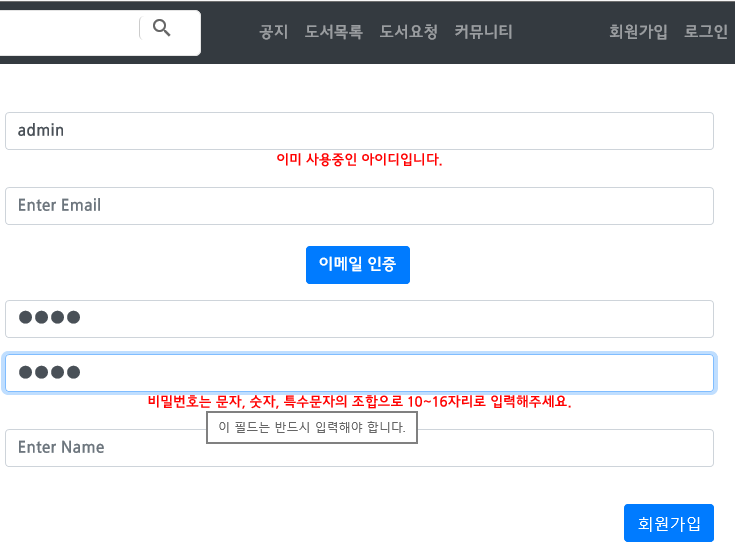 공지 도서목록 도서요청 커뮤니티 회원가입 로그인
admin
이미 사용중인 아이디입니다.
Enter Email
이메일 인증
비밀번호는 문자, 숫자, 특수문자의 조합으로 10~16자리로 입력해주세요.
이 필드는 반드시 입력해야 합니다.
Enter Name
회원가입